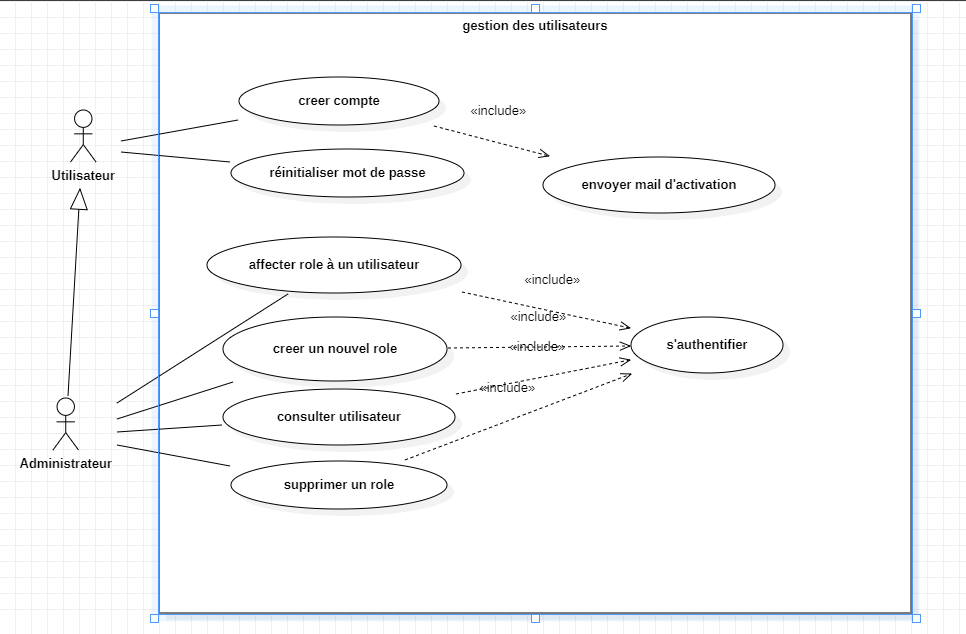 gestion des utilisateurs
creer compte
«include»
Utilisateur
réinitialiser mot de passe
envoyer mail d'activation
affecter role à un utilisateur
«include»
«include»
creer un nouvel role
«include»
s'authentifier
«include»
consulter utilisateur
Administrateur
supprimer un role